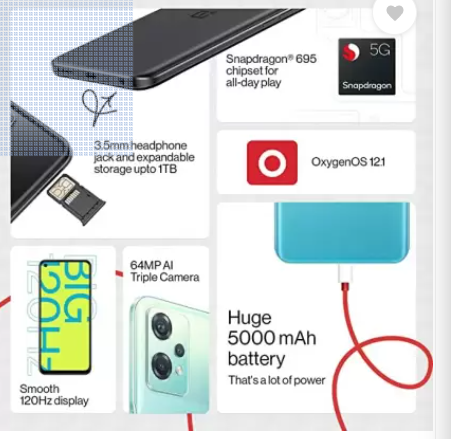 Snapdragon® 695
chipset for
all-day play
5G
Snapdragon
3.5mm headphone
jack and expandable
storage upto 1TB
OxygenOS 12.1
64MP AI
Triple Camera
BIG
120HZ
Smooth
120Hz display
Huge
5000 mAh
battery
That's a lot of power